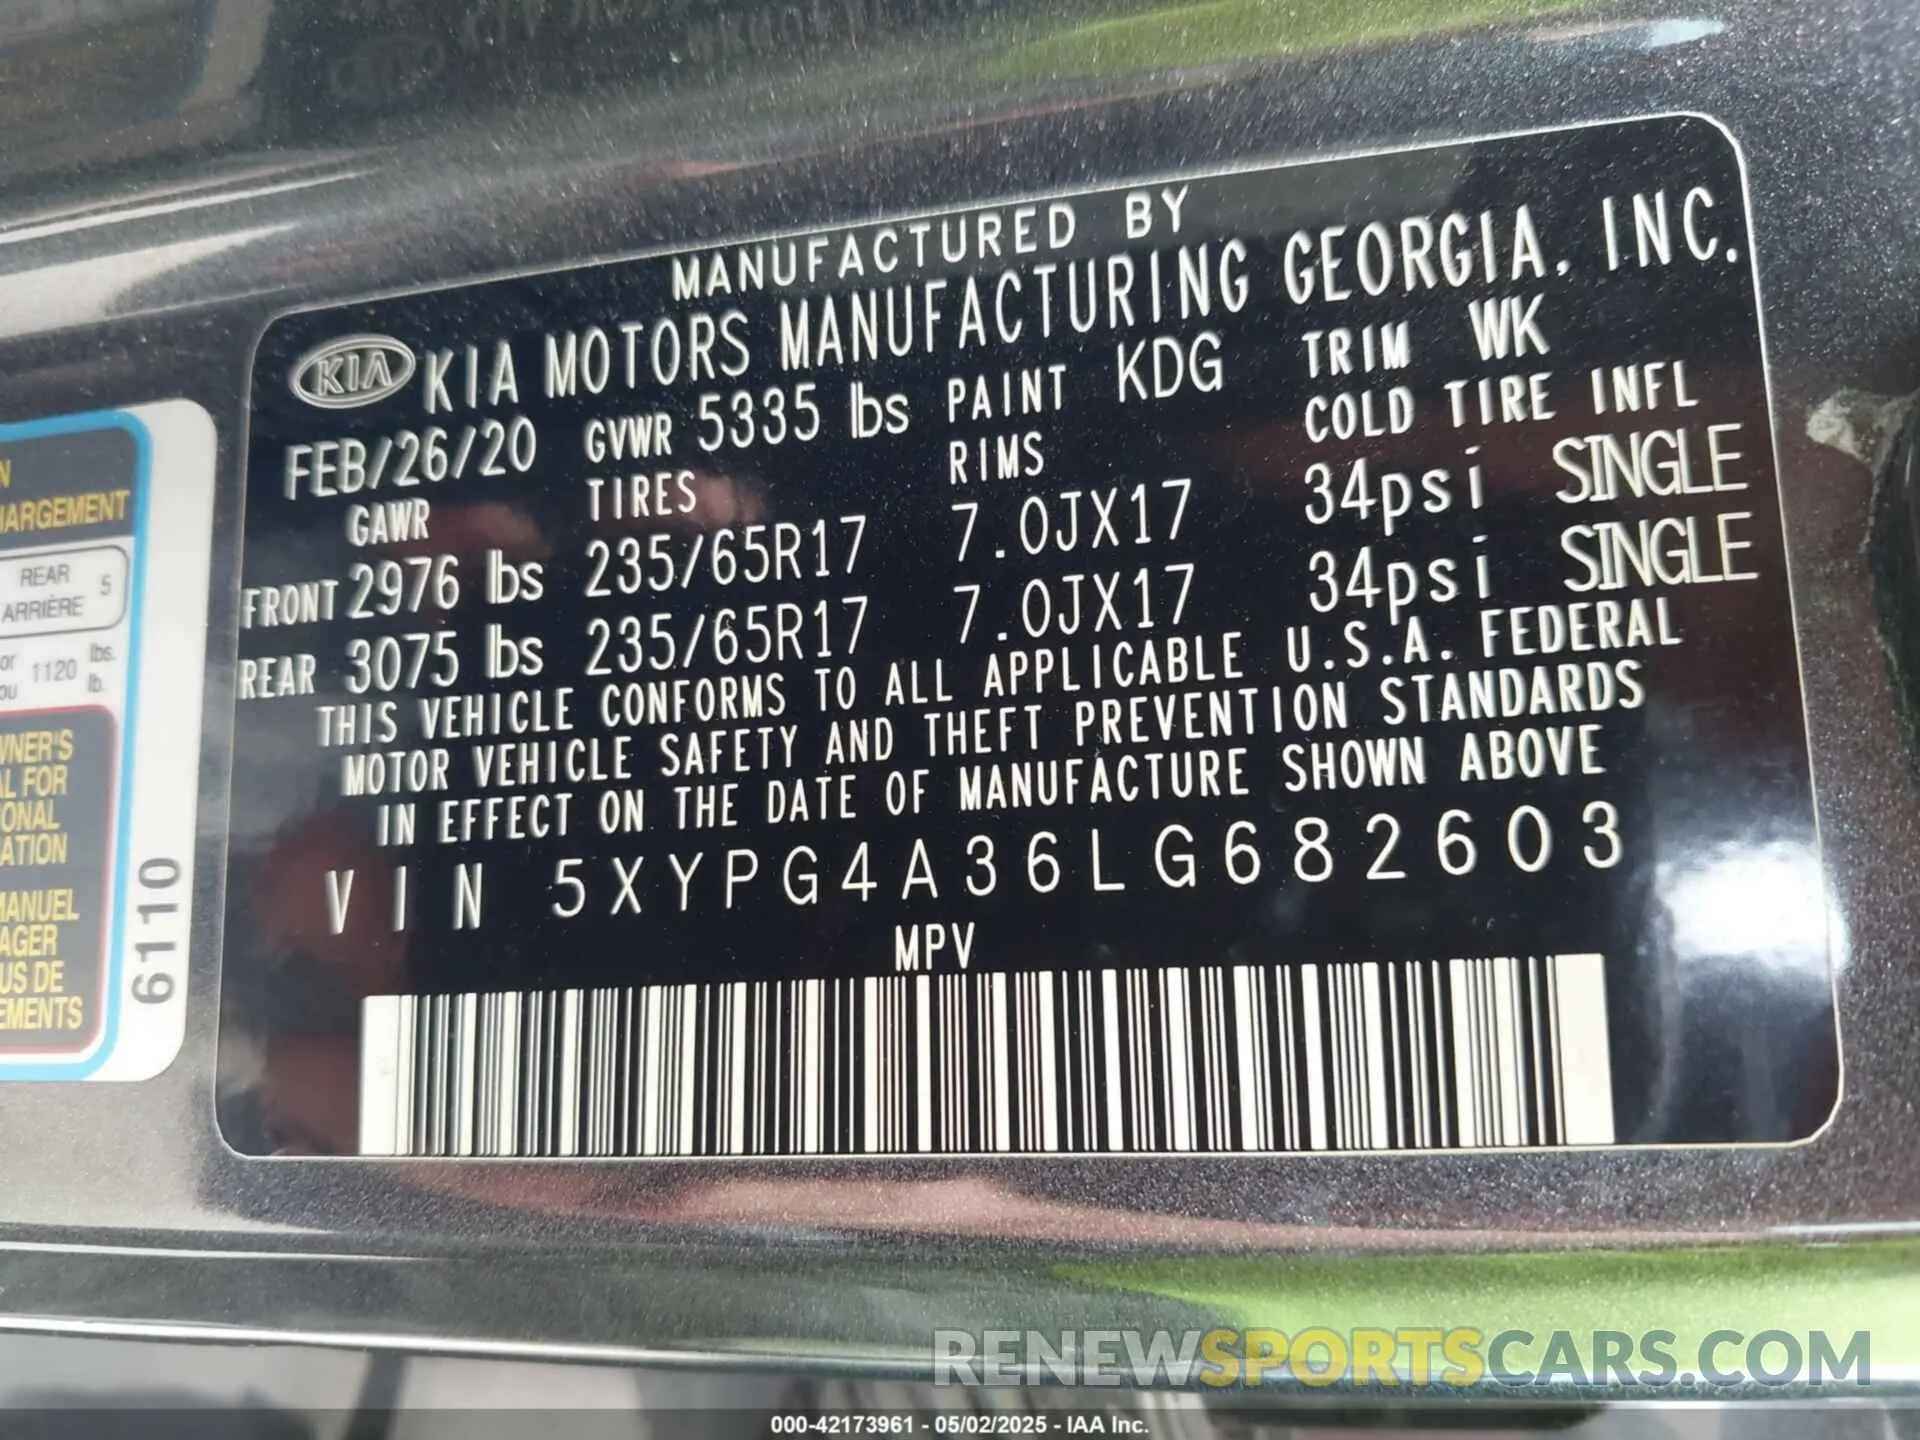 MANUFACTURED BY
KIA KIA MOTORS MANUFACTURING GEORGIA, INC.
FEB/26/20 GVWR 5335 lbs PAINT KDG TRIM WK
GAWR TIRES RIMS COLD TIRE INFL
FRONT 2976 lbs 235/65R17 7.0JX17 34psi SINGLE
REAR 3075 lbs 235/65R17 7.0JX17 34psi SINGLE
THIS VEHICLE CONFORMS TO ALL APPLICABLE U.S.A. FEDERAL
MOTOR VEHICLE SAFETY AND THEFT PREVENTION STANDARDS
IN EFFECT ON THE DATE OF MANUFACTURE SHOWN ABOVE
VIN 5XYPG4A36LG682603
MPV
N
HARGEMENT
REAR 5
ARRIÈRE
or 1120 lbs.
ou lb.
WNER'S
AL FOR
ONAL
ATION
MANUEL
AGER
US DE
EMENTS
6110
RENEWSPORTSCARS.COM
000-42173961 - 05/02/2025 - IAA Inc.